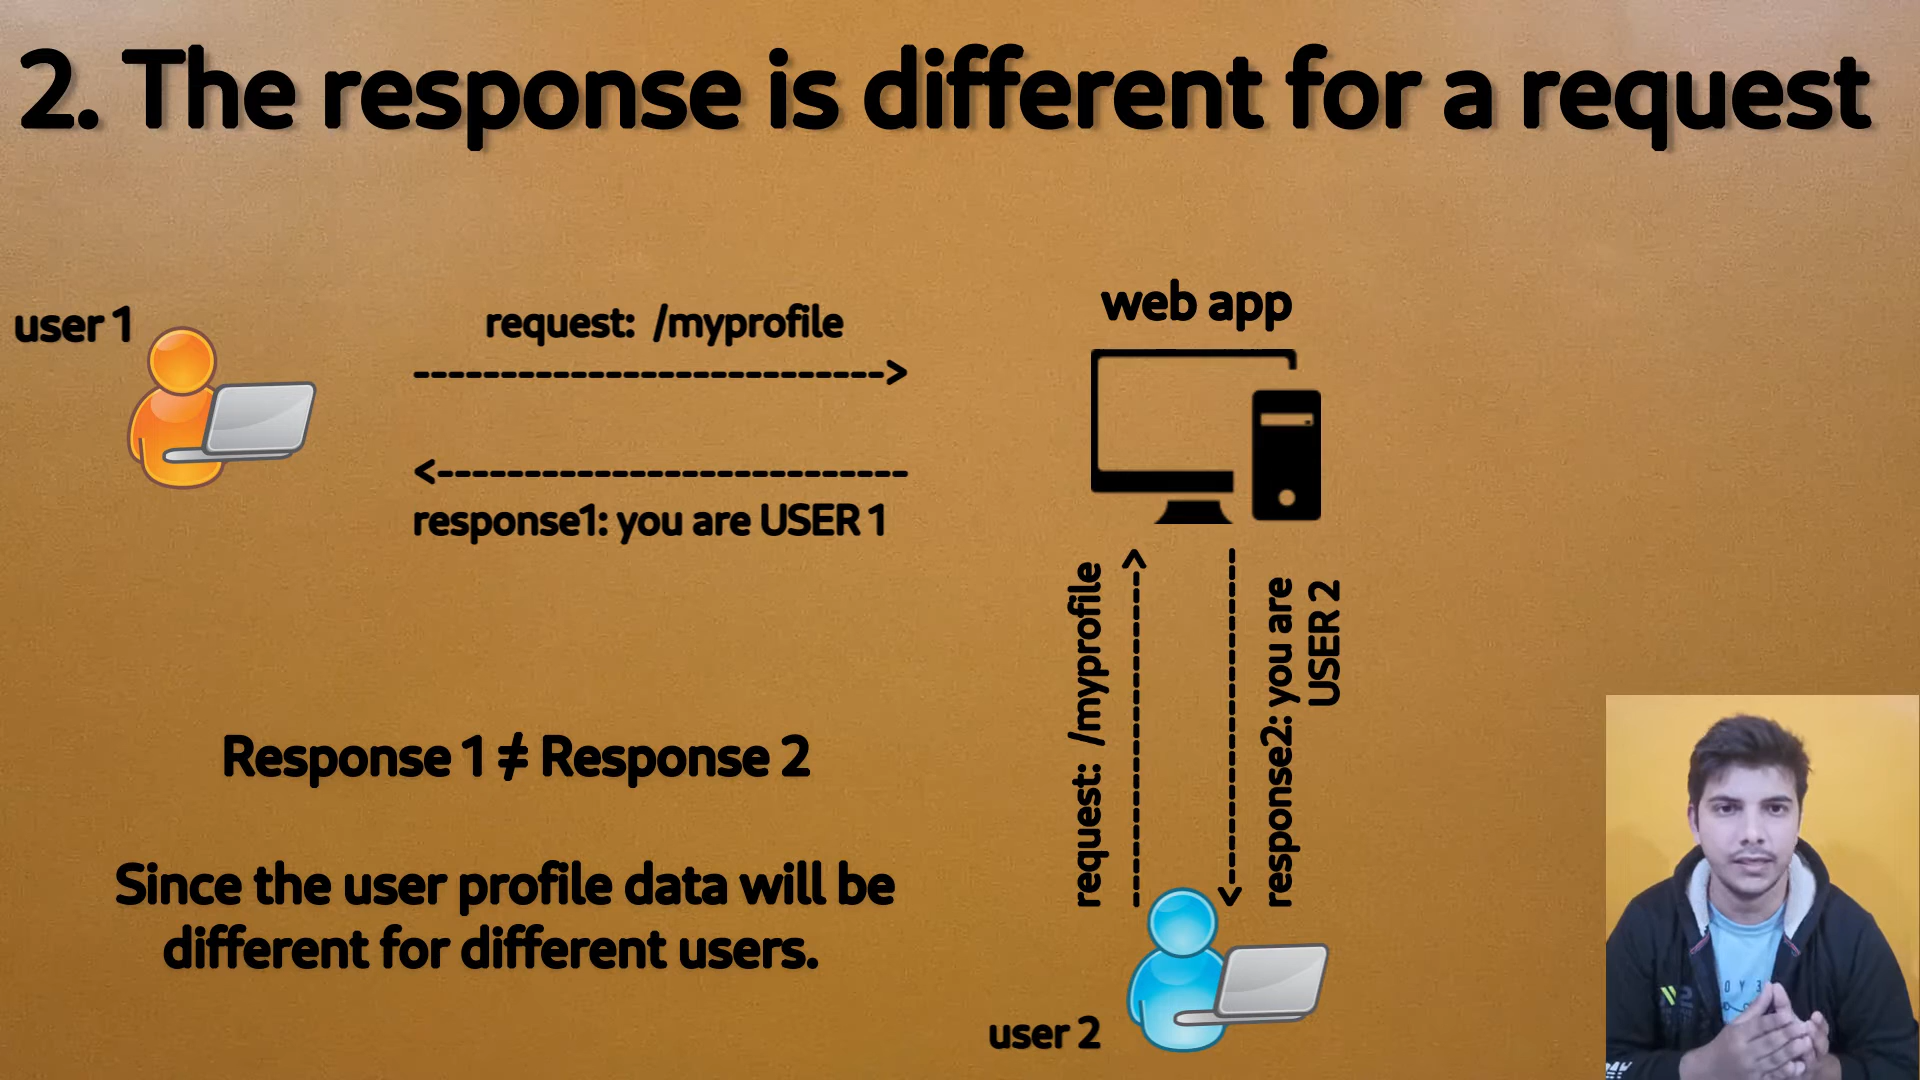 2. The response is different for a request
user 1
request: /myprofile
-------------------------->
<--------------------------
response1: you are USER 1
web app
request: /myprofile
response2: you are
USER 2
Response 1 ≠ Response 2
Since the user profile data will be
different for different users.
user 2